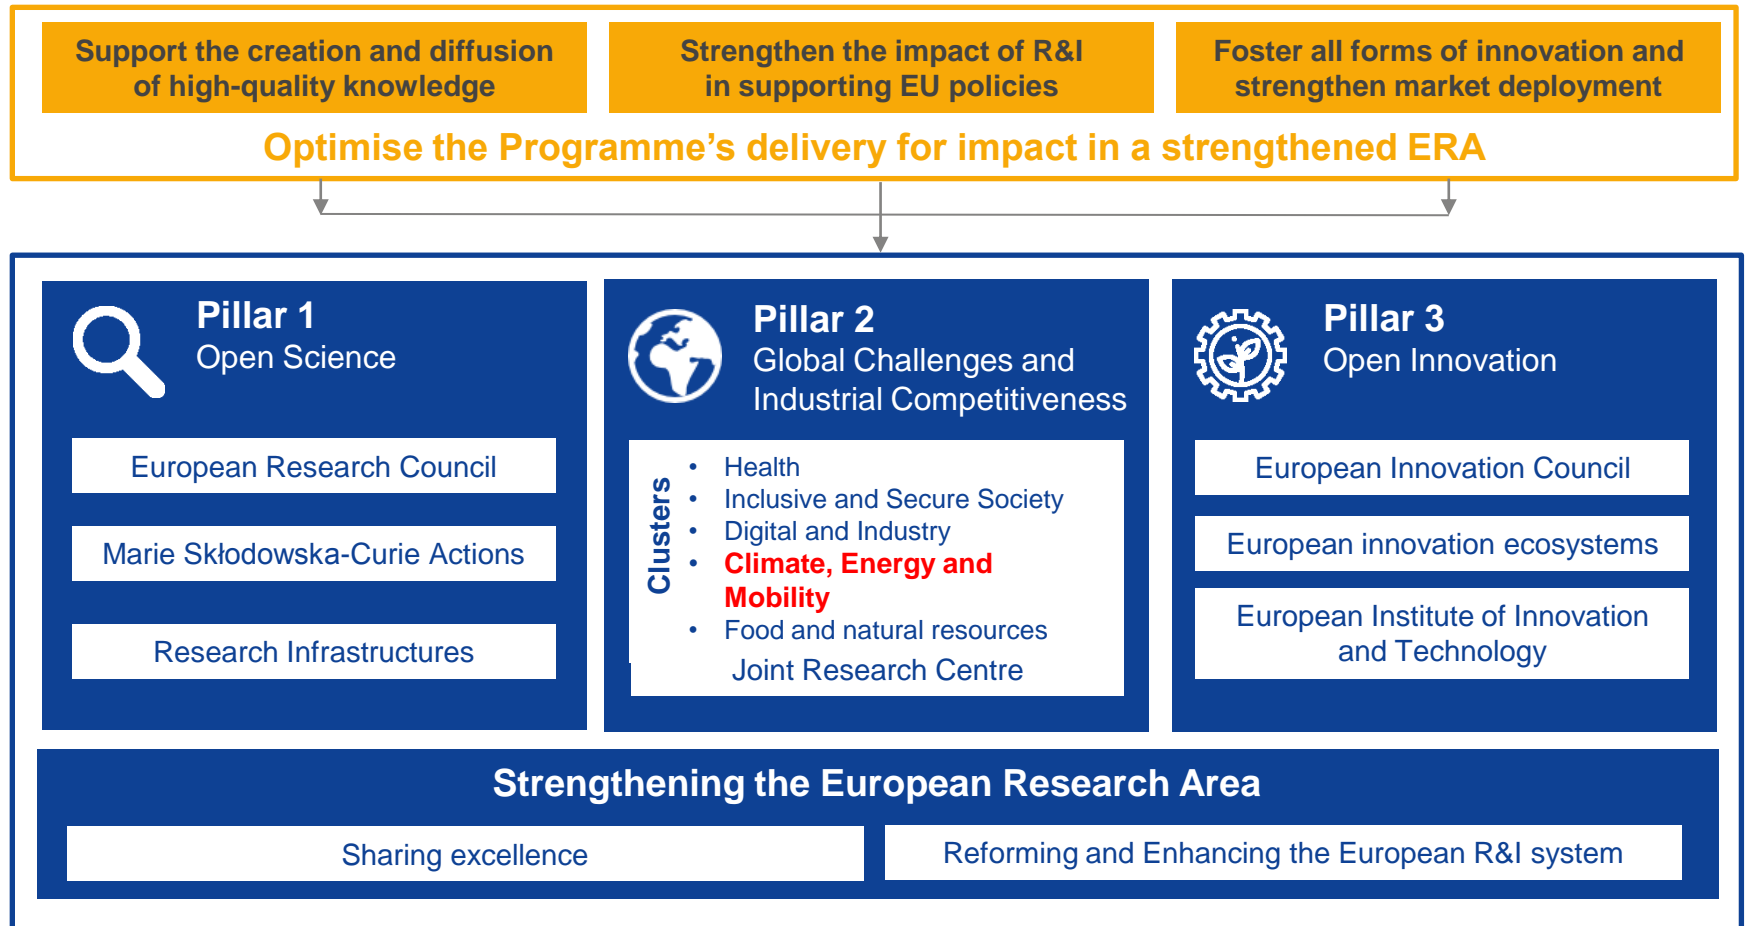 Support the creation and diffusion
of high-quality knowledge
Strengthen the impact of R&I
in supporting EU policies
Foster all forms of innovation and
strengthen market deployment
Optimise the Programme’s delivery for impact in a strengthened ERA
Pillar 1
Open Science
European Research Council
Marie Skłodowska-Curie Actions
Research Infrastructures
Pillar 2
Global Challenges and
Industrial Competitiveness
Clusters
• Health
• Inclusive and Secure Society
• Digital and Industry
• Climate, Energy and
Mobility
• Food and natural resources
Joint Research Centre
Pillar 3
Open Innovation
European Innovation Council
European innovation ecosystems
European Institute of Innovation
and Technology
Strengthening the European Research Area
Sharing excellence
Reforming and Enhancing the European R&I system